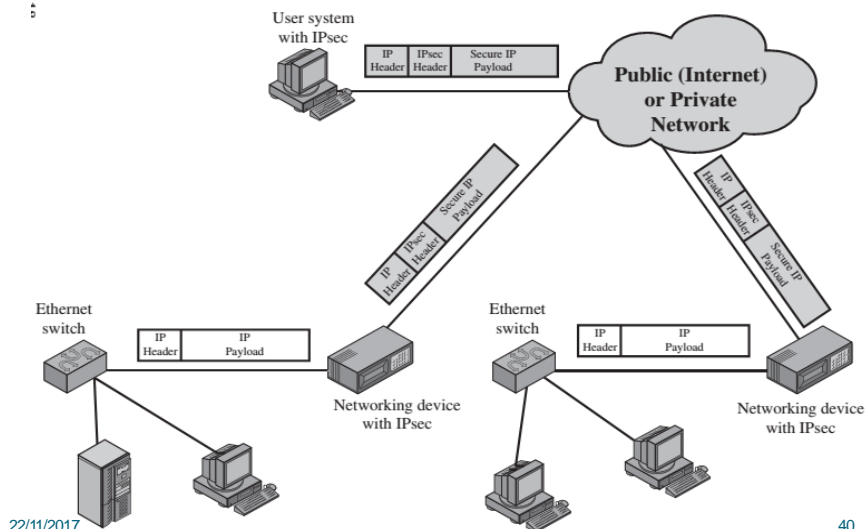 User system
with IPsec
IP
Header
IPsec
Header
Secure IP
Payload
Public (Internet)
or Private
Network
IP
Header
IPsec
Header
Secure IP
Payload
IP
Header
IPsec
Header
Secure IP
Payload
Ethernet
switch
IP
Header
IP
Payload
Networking device
with IPsec
Ethernet
switch
IP
Header
IP
Payload
Networking device
with IPsec
22/11/2017
40